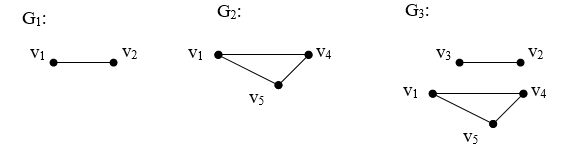 G₁:
v₁ v₂
G₂:
v₁ v₄
v₅
G₃:
v₃ v₂
v₁ v₄
v₅